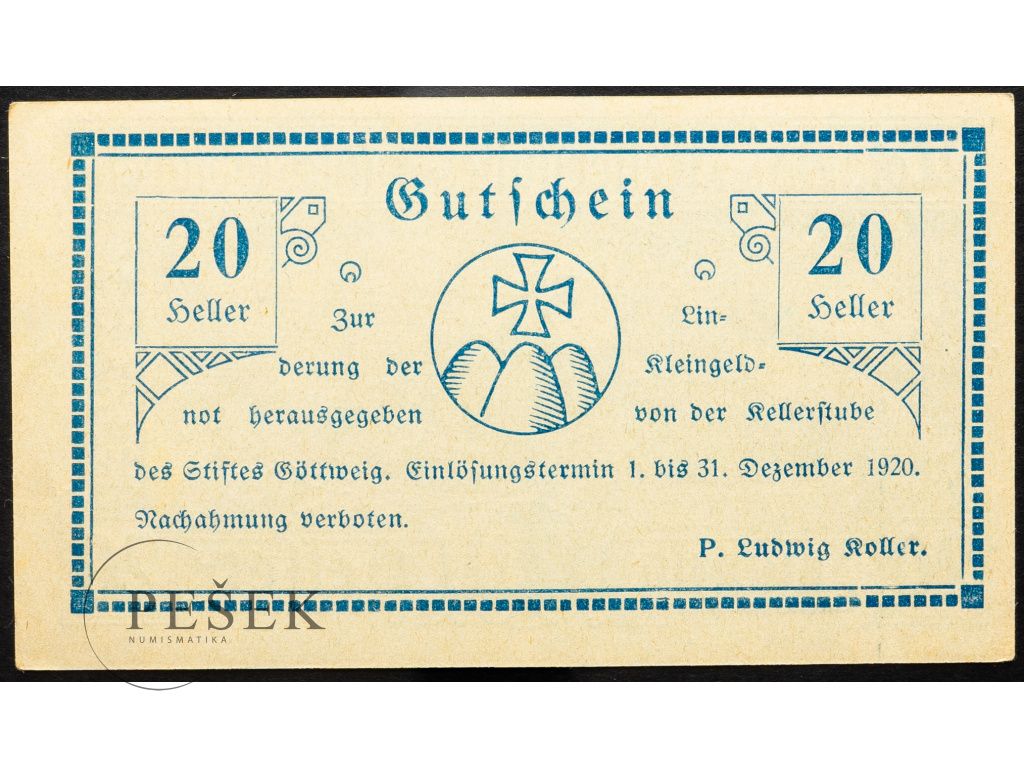 Gutschein
20
Heller
20
Heller
Zur Lin-
derung der Kleingeld-
not herausgegeben von der Kellerstube
des Stiftes Göttweig. Einlösungstermin 1. bis 31. Dezember 1920.
Nachahmung verboten.
P. Ludwig Koller.
PEŠEK
NUMISMATIKA